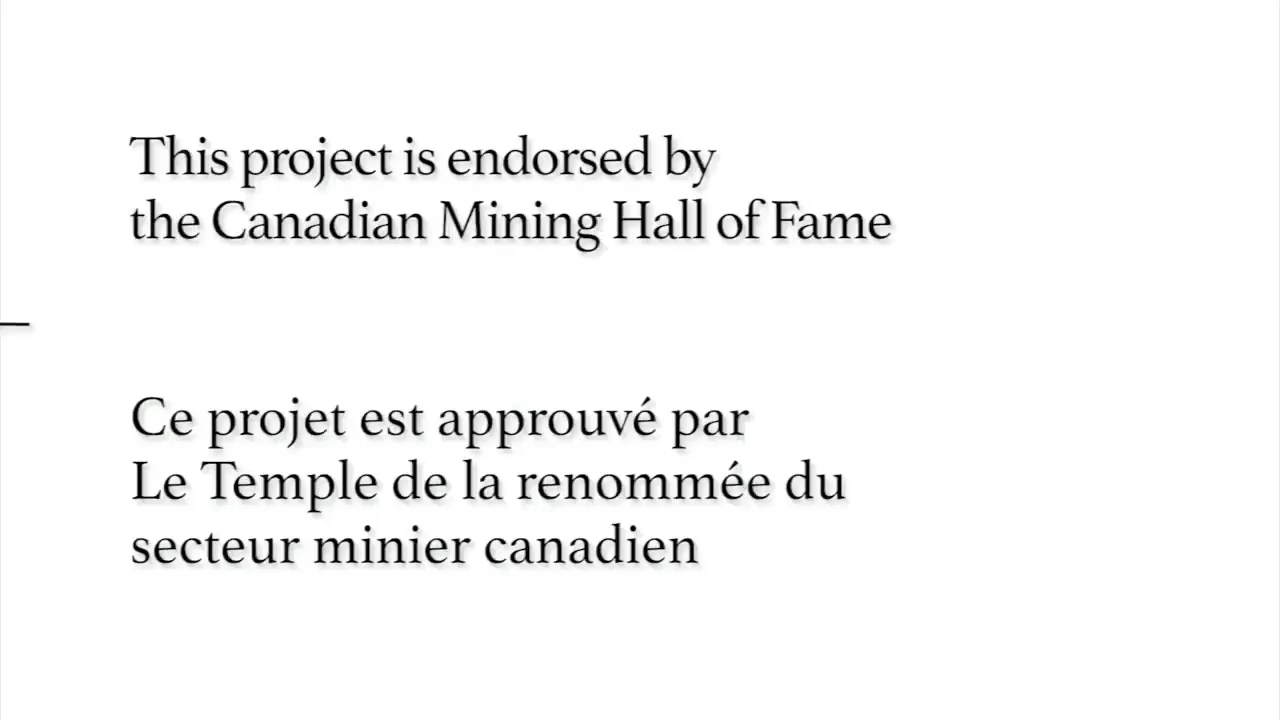 This project is endorsed by
the Canadian Mining Hall of Fame
Ce projet est approuvé par
Le Temple de la renommée du
secteur minier canadien